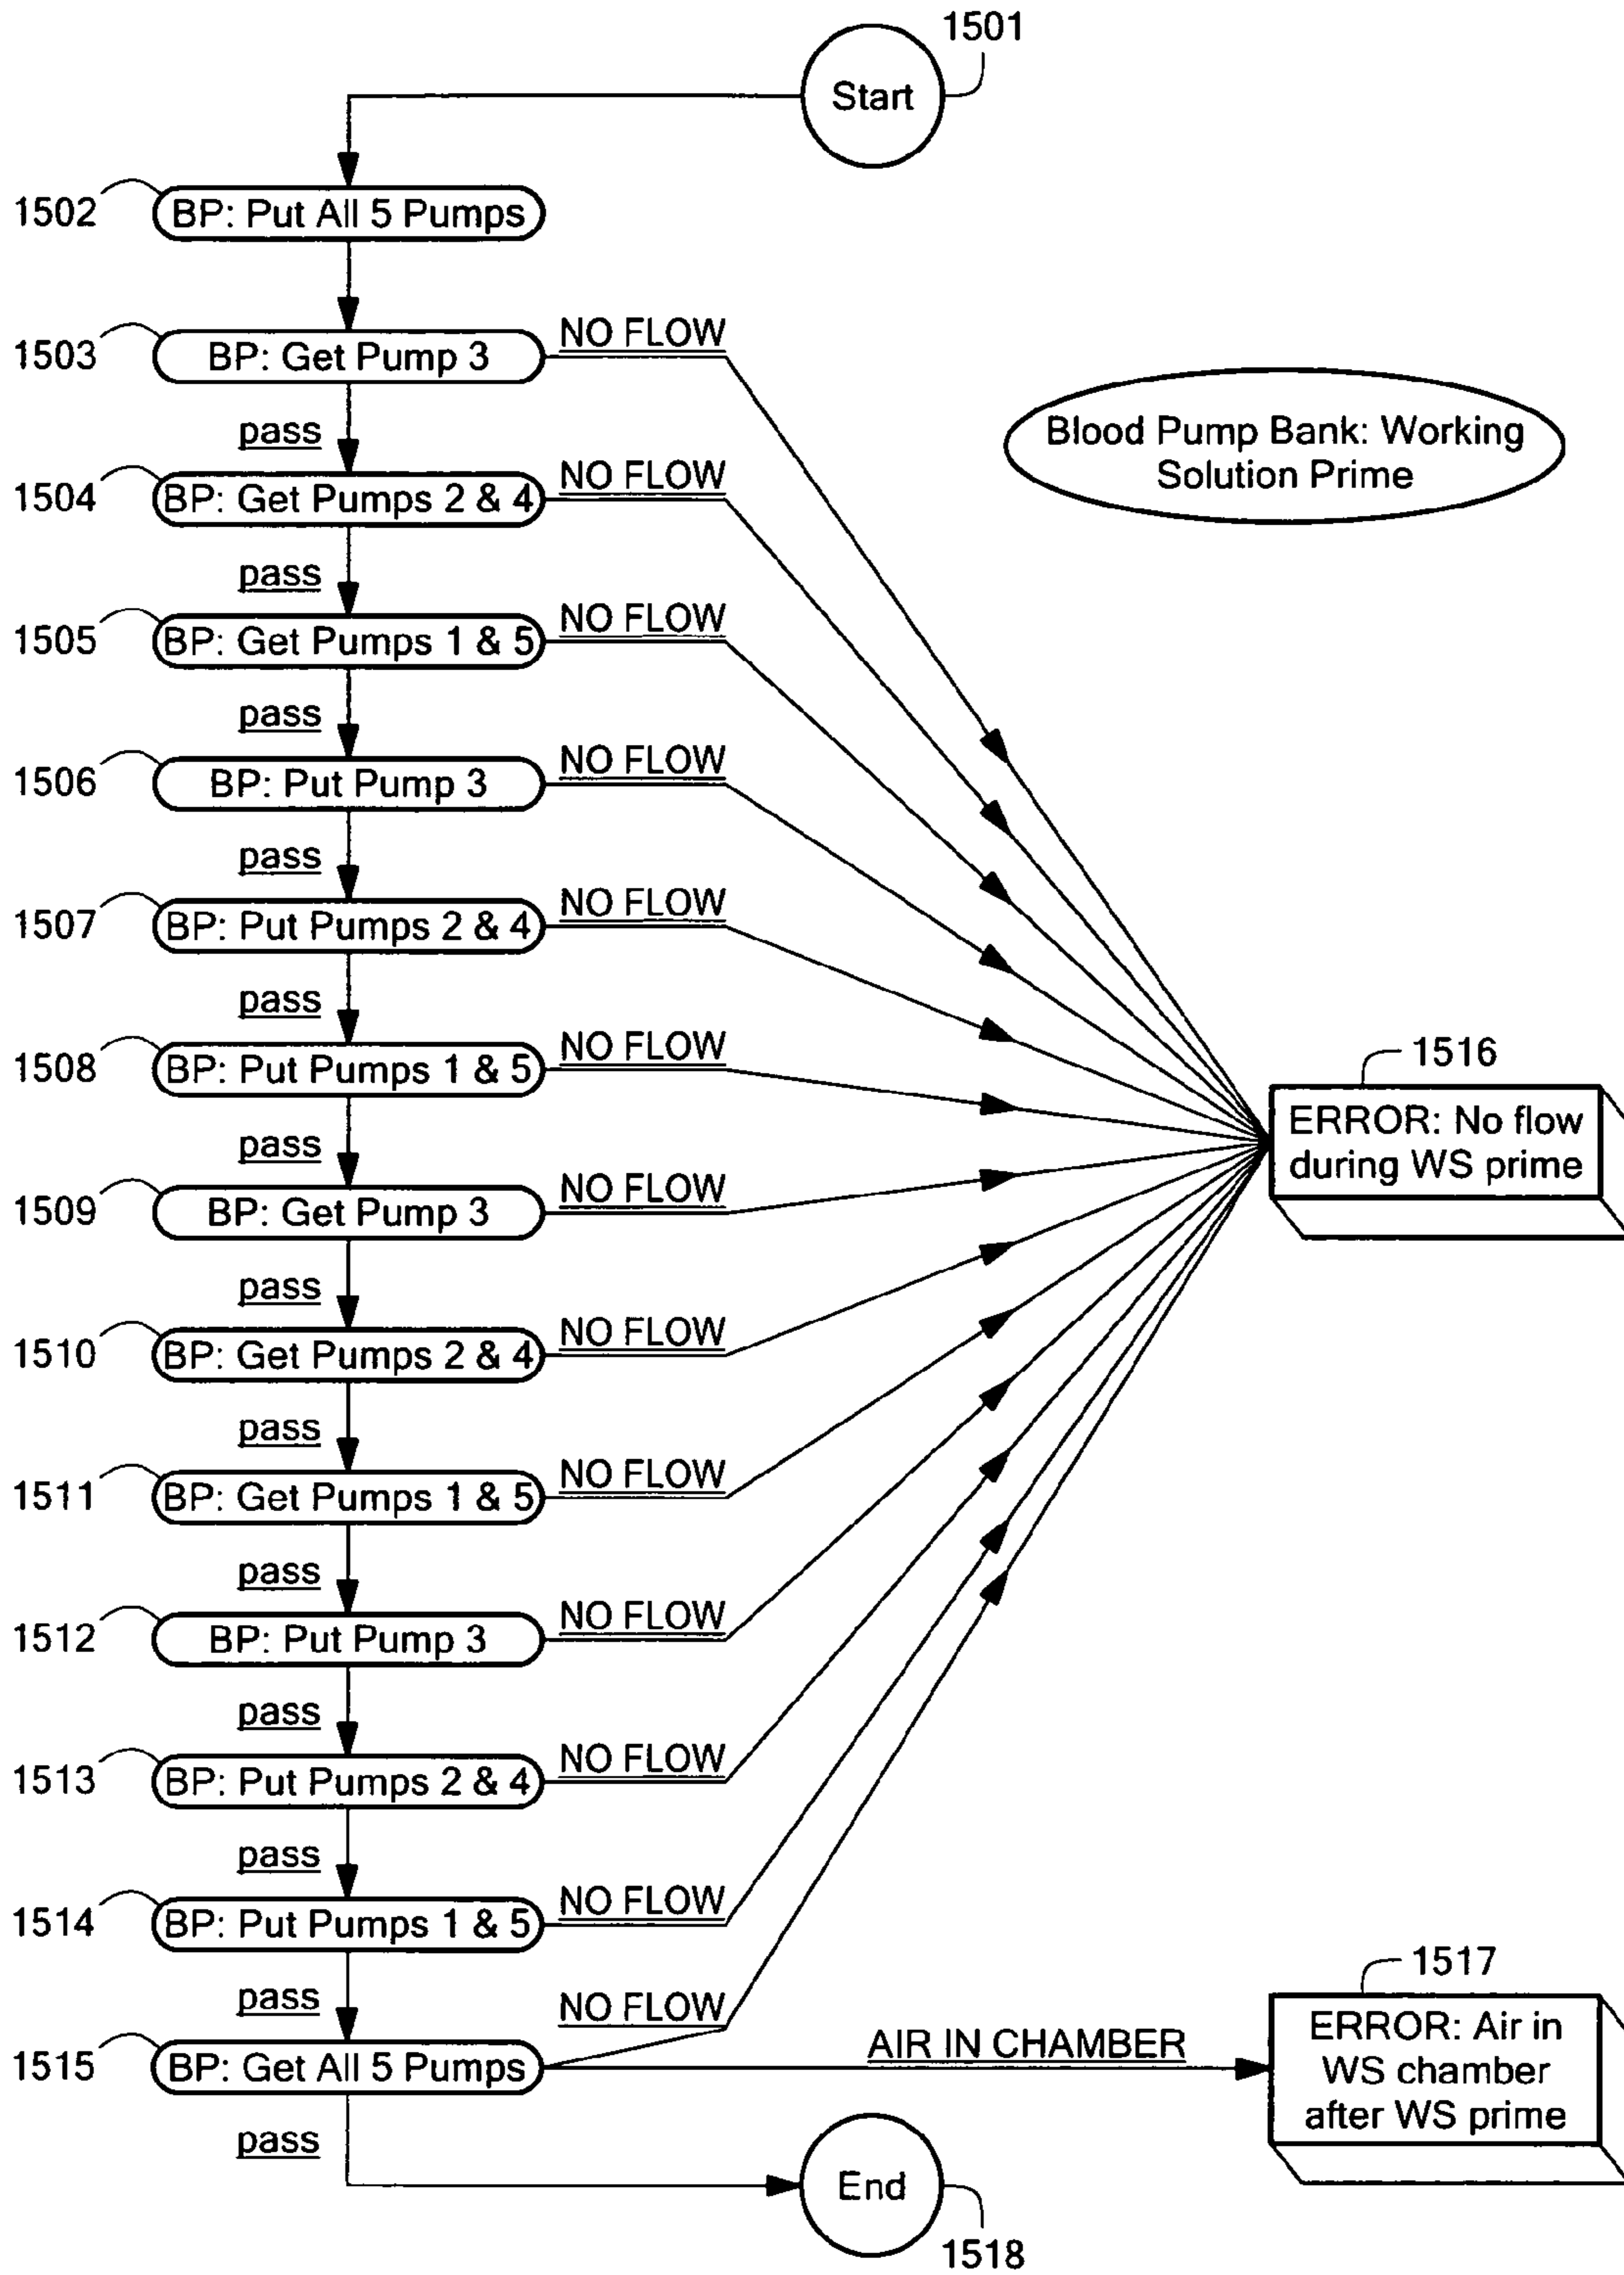 1501
Start
1502
BP: Put All 5 Pumps
1503
BP: Get Pump 3
NO FLOW
Blood Pump Bank: Working
Solution Prime
pass
1504
BP: Get Pumps 2 & 4
NO FLOW
pass
1505
BP: Get Pumps 1 & 5
NO FLOW
pass
1506
BP: Put Pump 3
NO FLOW
pass
1507
BP: Put Pumps 2 & 4
NO FLOW
pass
1508
BP: Put Pumps 1 & 5
NO FLOW
1516
ERROR: No flow
during WS prime
pass
1509
BP: Get Pump 3
NO FLOW
pass
1510
BP: Get Pumps 2 & 4
NO FLOW
pass
1511
BP: Get Pumps 1 & 5
NO FLOW
pass
1512
BP: Put Pump 3
NO FLOW
pass
1513
BP: Put Pumps 2 & 4
NO FLOW
pass
1514
BP: Put Pumps 1 & 5
NO FLOW
pass
1515
BP: Get All 5 Pumps
NO FLOW
AIR IN CHAMBER
1517
ERROR: Air in
WS chamber
after WS prime
pass
End
1518